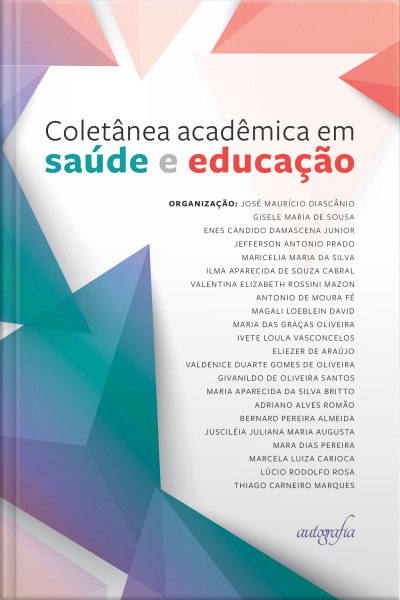 Coletânea acadêmica em
saúde e educação
ORGANIZAÇÃO: JOSÉ MAURÍCIO DIASCÂNIO
GISELE MARIA DE SOUSA
ENES CANDIDO DAMASCENA JUNIOR
JEFFERSON ANTONIO PRADO
MARICELIA MARIA DA SILVA
ILMA APARECIDA DE SOUZA CABRAL
VALENTINA ELIZABETH ROSSINI MAZON
ANTONIO DE MOURA FÉ
MAGALI LOEBLEIN DAVID
MARIA DAS GRAÇAS OLIVEIRA
IVETE LOULA VASCONCELOS
ELIEZER DE ARAÚJO
VALDENICE DUARTE GOMES DE OLIVEIRA
GIVANILDO DE OLIVEIRA SANTOS
MARIA APARECIDA DA SILVA BRITTO
ADRIANO ALVES ROMÃO
BERNARD PEREIRA ALMEIDA
JUSCILÉIA JULIANA MARIA AUGUSTA
MARA DIAS PEREIRA
MARCELA LUIZA CARIOCA
LÚCIO RODOLFO ROSA
THIAGO CARNEIRO MARQUES
autografia